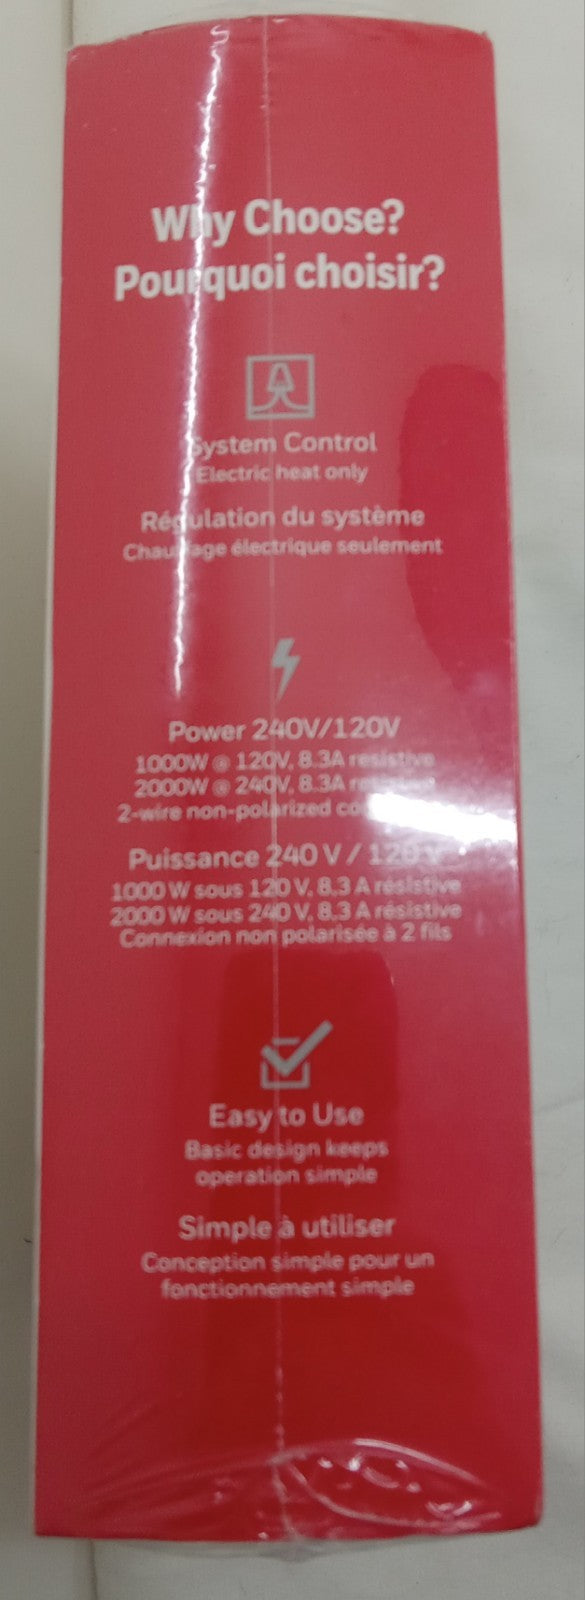 Why Choose?
Pourquoi choisir?
System Control
Electric heat only
Régulation du système
Chauffage électrique seulement
Power 240V/120V
1000W @ 120V, 8.3A resistive
2000W @ 240V, 8.3A resistive
2-wire non-polarized
Puissance 240 V / 120 V
1000 W sous 120 V, 8,3 A résistive
2000 W sous 240 V, 8,3 A résistive
Connexion non polarisée à 2 fils
Easy to Use
Basic design keeps
operation simple
Simple à utiliser
Conception simple pour un
fonctionnement simple